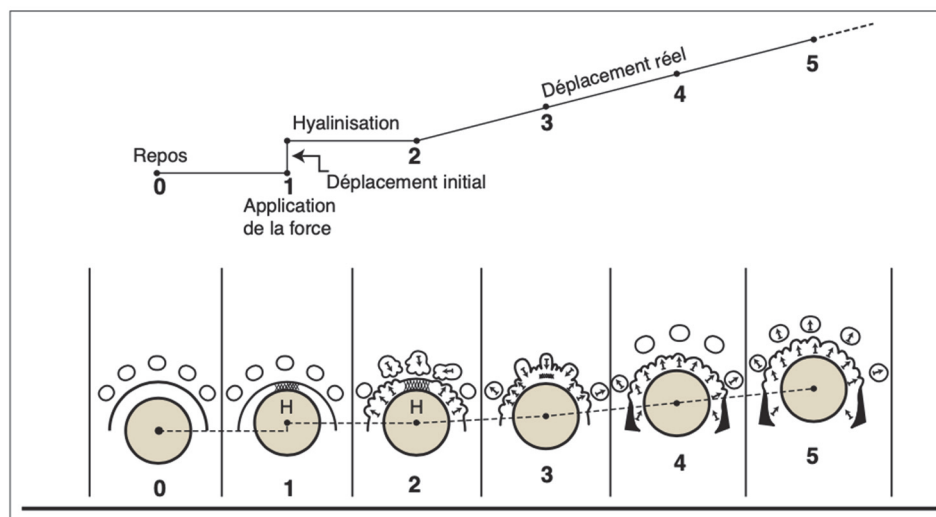 Repos
0
1
Application
de la force
Hyalinisation
Déplacement initial
2
Déplacement réel
3
4
5
H
H
0
1
2
3
4
5